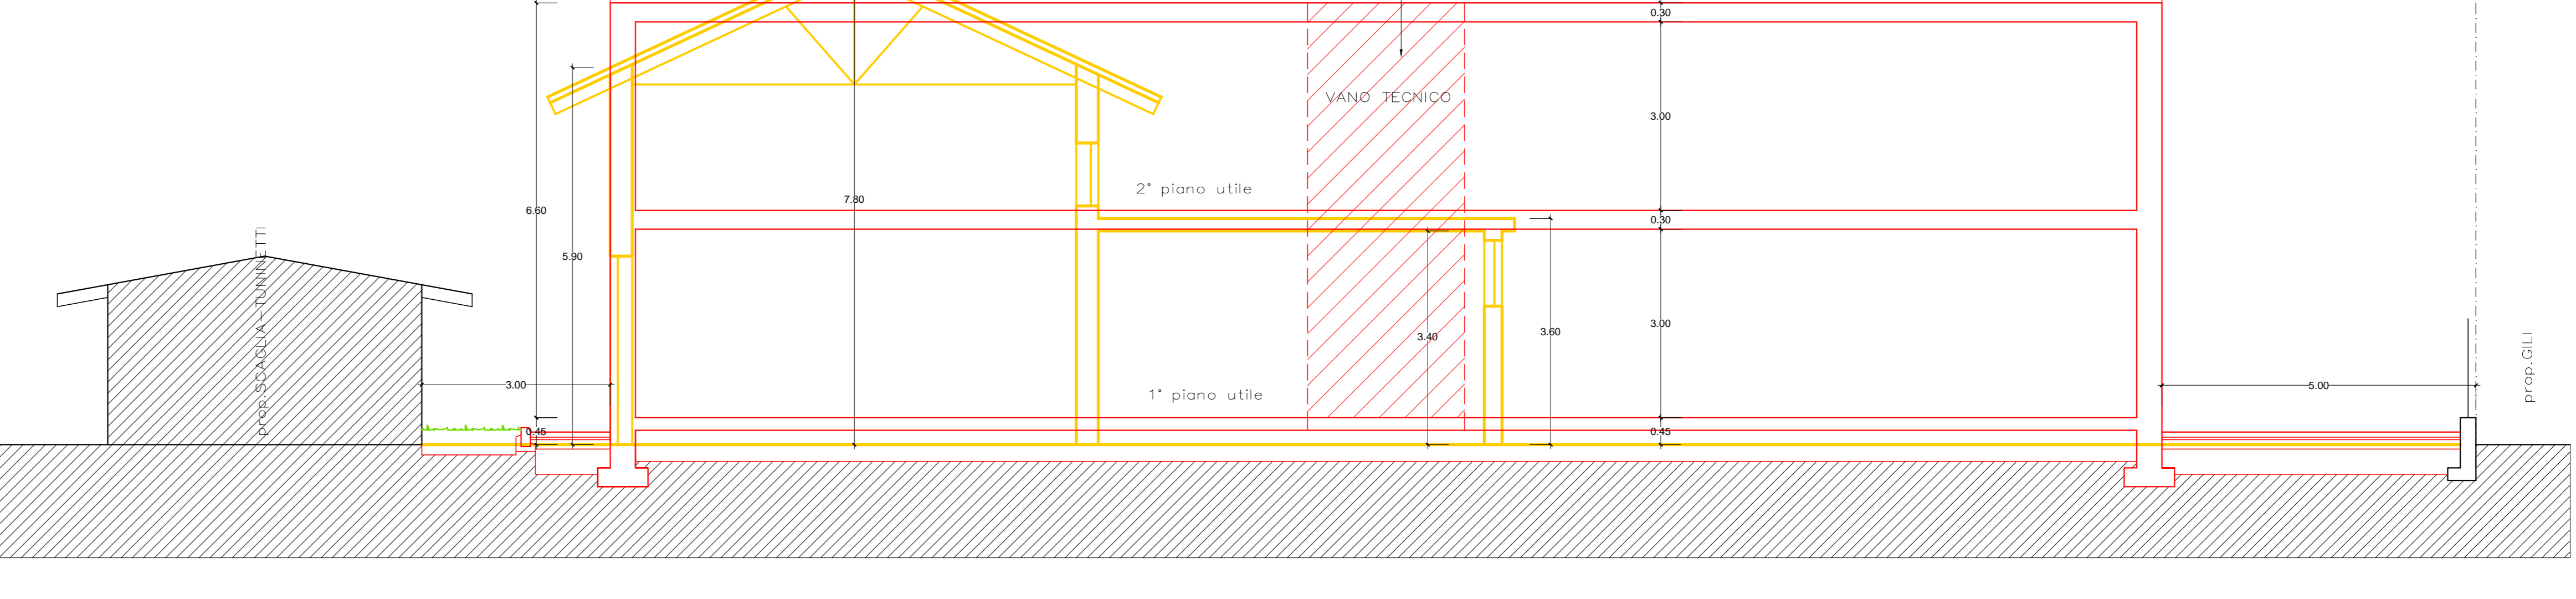 0.30
VANO TECNICO
3.00
2° piano utile
7.80
6.60
0.30
5.90
prop.SCAGLIA-TUNINETTI
3.00
3.60
3.40
prop.GILI
3.00
5.00
1° piano utile
0.45
0.45